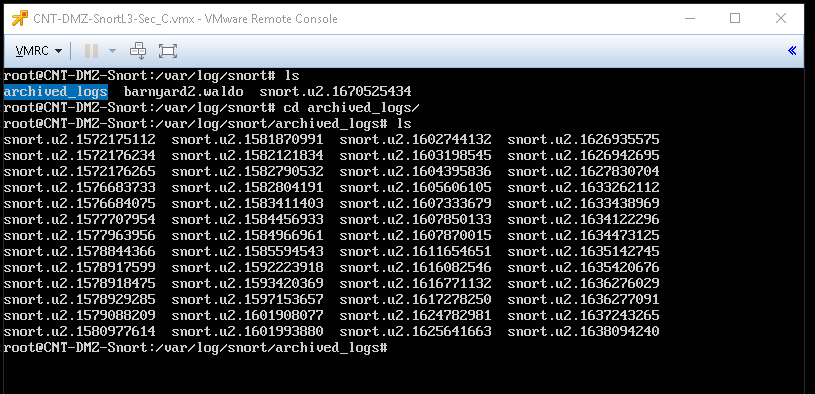 CNT-DMZ-SnortL3-Sec_C.vmx - VMware Remote Console
VMRC
root@CNT-DMZ-Snort:/var/log/snort# ls
archived_logs  barnyard2.waldo  snort.u2.1670525434
root@CNT-DMZ-Snort:/var/log/snort# cd archived_logs/
root@CNT-DMZ-Snort:/var/log/snort/archived_logs# ls
snort.u2.1572175112  snort.u2.1581870991  snort.u2.1602744132  snort.u2.1626935575
snort.u2.1572176234  snort.u2.1582121834  snort.u2.1603198545  snort.u2.1626942695
snort.u2.1572176265  snort.u2.1582790532  snort.u2.1604395836  snort.u2.1627830704
snort.u2.1576683733  snort.u2.1582804191  snort.u2.1605606105  snort.u2.1633262112
snort.u2.1576684075  snort.u2.1583411403  snort.u2.1607333679  snort.u2.1633438969
snort.u2.1577707954  snort.u2.1584456933  snort.u2.1607850133  snort.u2.1634122296
snort.u2.1577963956  snort.u2.1584966961  snort.u2.1607870015  snort.u2.1634473125
snort.u2.1578844366  snort.u2.1585594543  snort.u2.1611654651  snort.u2.1635142745
snort.u2.1578917599  snort.u2.1592223918  snort.u2.1616082546  snort.u2.1635420676
snort.u2.1578918475  snort.u2.1593420369  snort.u2.1616771132  snort.u2.1636276029
snort.u2.1578929285  snort.u2.1597153657  snort.u2.1617278250  snort.u2.1636277091
snort.u2.1579088209  snort.u2.1601908077  snort.u2.1624782981  snort.u2.1637243265
snort.u2.1580977614  snort.u2.1601993880  snort.u2.1625641663  snort.u2.1638094240
root@CNT-DMZ-Snort:/var/log/snort/archived_logs#